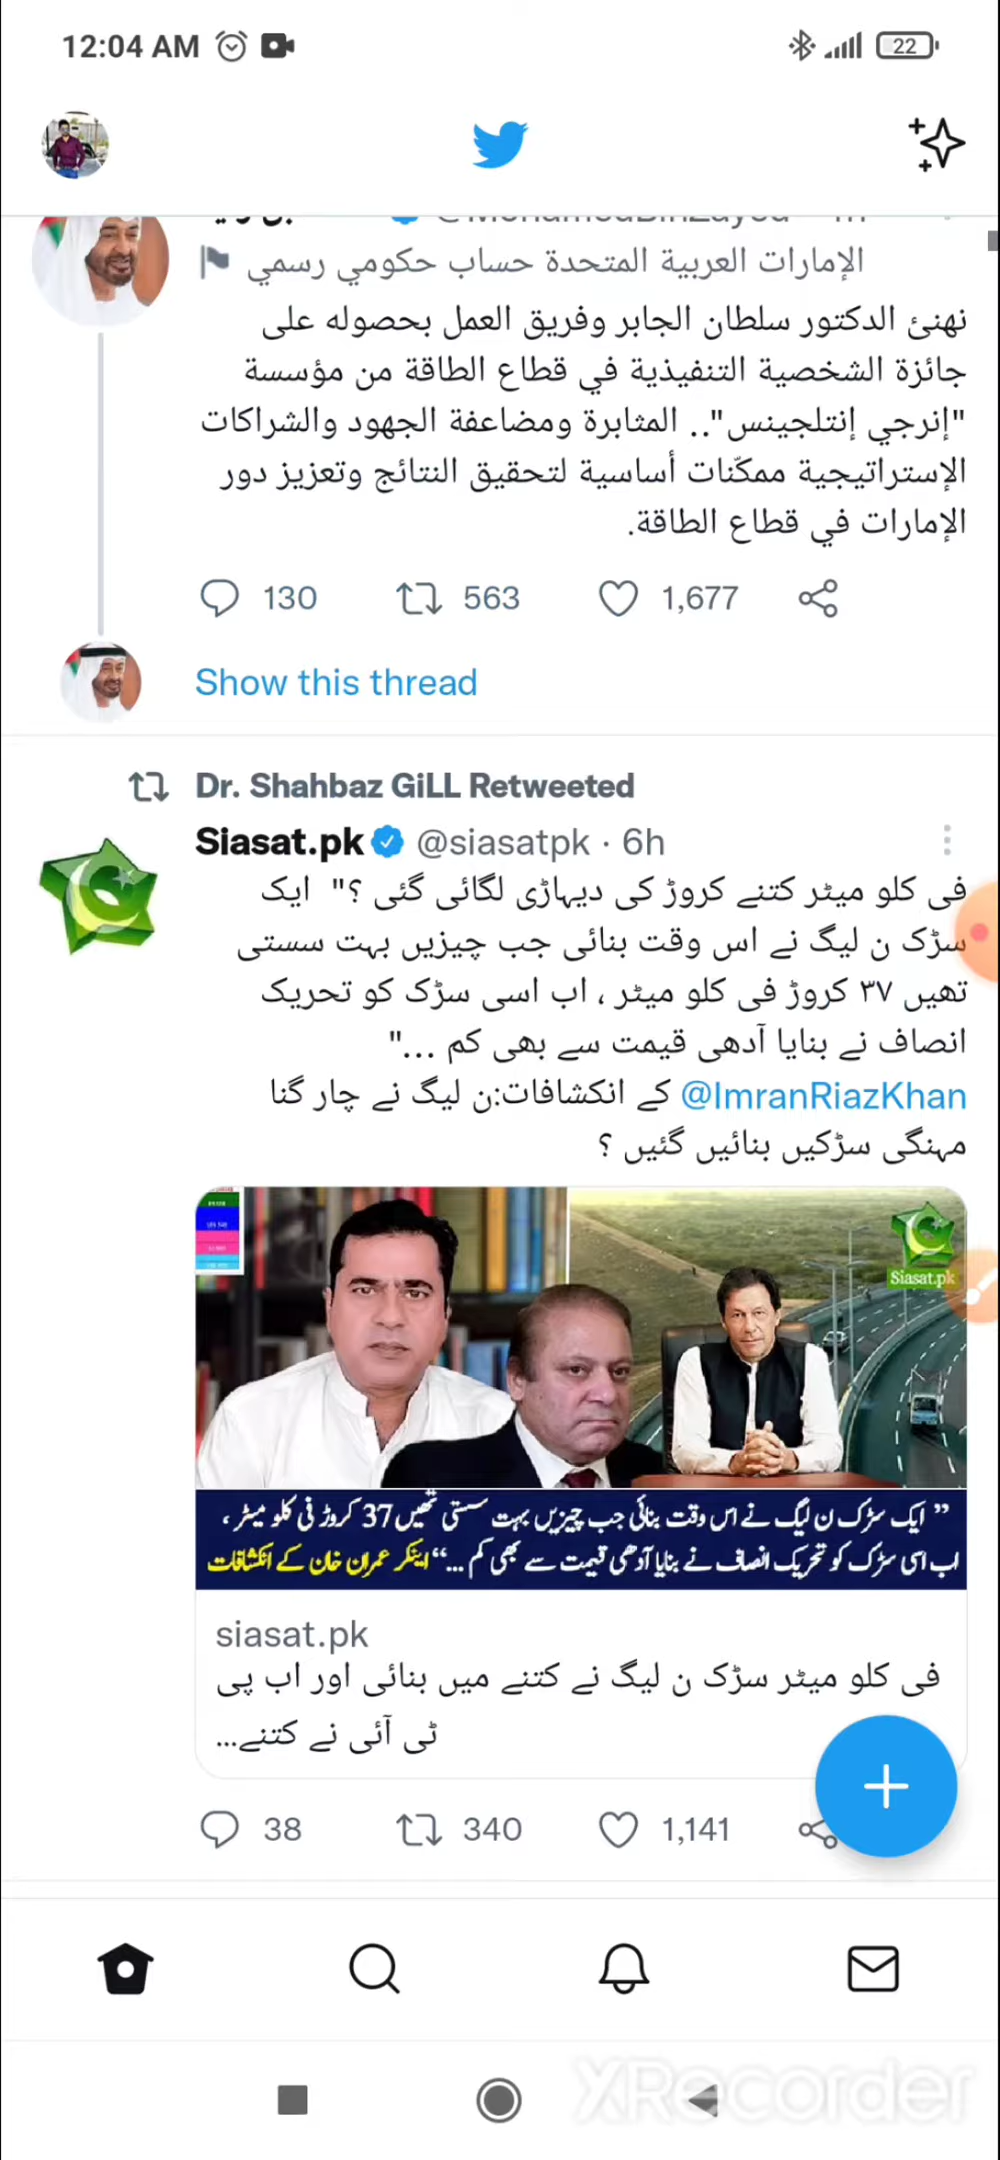 12:04 AM
22
الإمارات العربية المتحدة حساب حكومي رسمي
نهنئ الدكتور سلطان الجابر وفريق العمل بحصوله على
جائزة الشخصية التنفيذية في قطاع الطاقة من مؤسسة
"إنرجي إنتلجينس".. المثابرة ومضاعفة الجهود والشراكات
الإستراتيجية ممكّنات أساسية لتحقيق النتائج وتعزيز دور
الإمارات في قطاع الطاقة.
130 563 1,677
Show this thread
Dr. Shahbaz GiLL Retweeted
Siasat.pk @siasatpk · 6h
فی کلو میٹر کتنے کروڑ کی دیہاڑی لگائی گئی ؟" ایک
سڑک ن لیگ نے اس وقت بنائی جب چیزیں بہت سستی
تھیں ۳۷ کروڑ فی کلو میٹر ، اب اسی سڑک کو تحریک
انصاف نے بنایا آدھی قیمت سے بھی کم ..."
@ImranRiazKhan کے انکشافات:ن لیگ نے چار گنا
مہنگی سڑکیں بنائیں گئیں ؟
Siasat.pk
” ایک سڑک ن لیگ نے اس وقت بنائی جب چیزیں بہت سستی تھیں 37 کروڑ فی کلو میٹر ،
اب اسی سڑک کو تحریک انصاف نے بنایا آدھی قیمت سے بھی کم ...“ اینکر عمران خان کے انکشافات
siasat.pk
فی کلو میٹر سڑک ن لیگ نے کتنے میں بنائی اور اب پی
ٹی آئی نے کتنے...
38 340 1,141
XRecorder